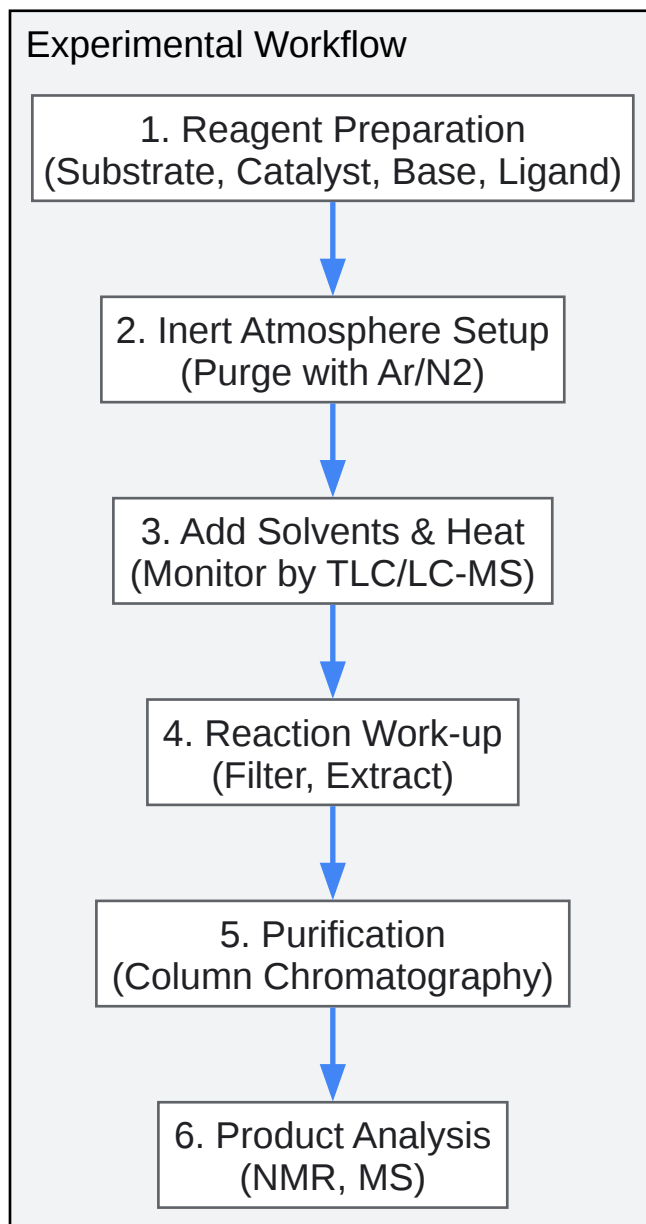 Experimental Workflow
1. Reagent Preparation
(Substrate, Catalyst, Base, Ligand)
2. Inert Atmosphere Setup
(Purge with Ar/N2)
3. Add Solvents & Heat
(Monitor by TLC/LC-MS)
4. Reaction Work-up
(Filter, Extract)
5. Purification
(Column Chromatography)
6. Product Analysis
(NMR, MS)